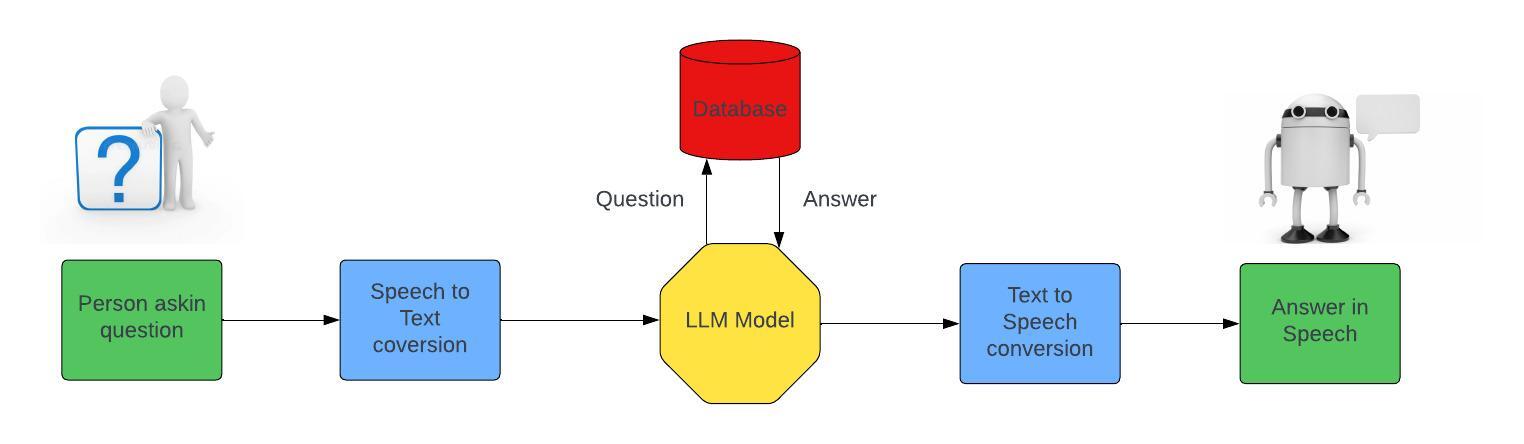 Database
?
Question
Answer
Person askin
question
Speech to
Text
coversion
LLM Model
Text to
Speech
conversion
Answer in
Speech